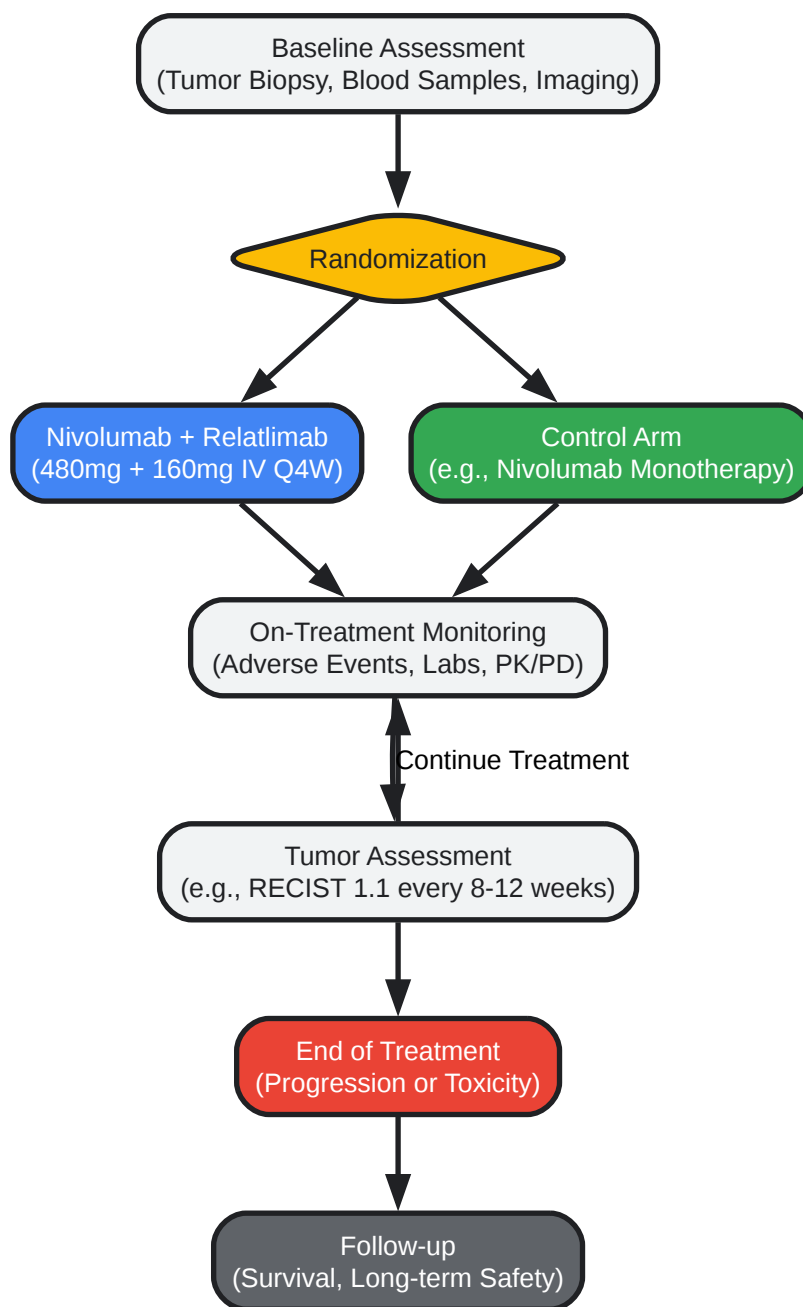 Baseline Assessment
(Tumor Biopsy, Blood Samples, Imaging)
Randomization
Nivolumab + Relatlimab
(480mg + 160mg IV Q4W)
Control Arm
(e.g., Nivolumab Monotherapy)
On-Treatment Monitoring
(Adverse Events, Labs, PK/PD)
Continue Treatment
Tumor Assessment
(e.g., RECIST 1.1 every 8-12 weeks)
End of Treatment
(Progression or Toxicity)
Follow-up
(Survival, Long-term Safety)